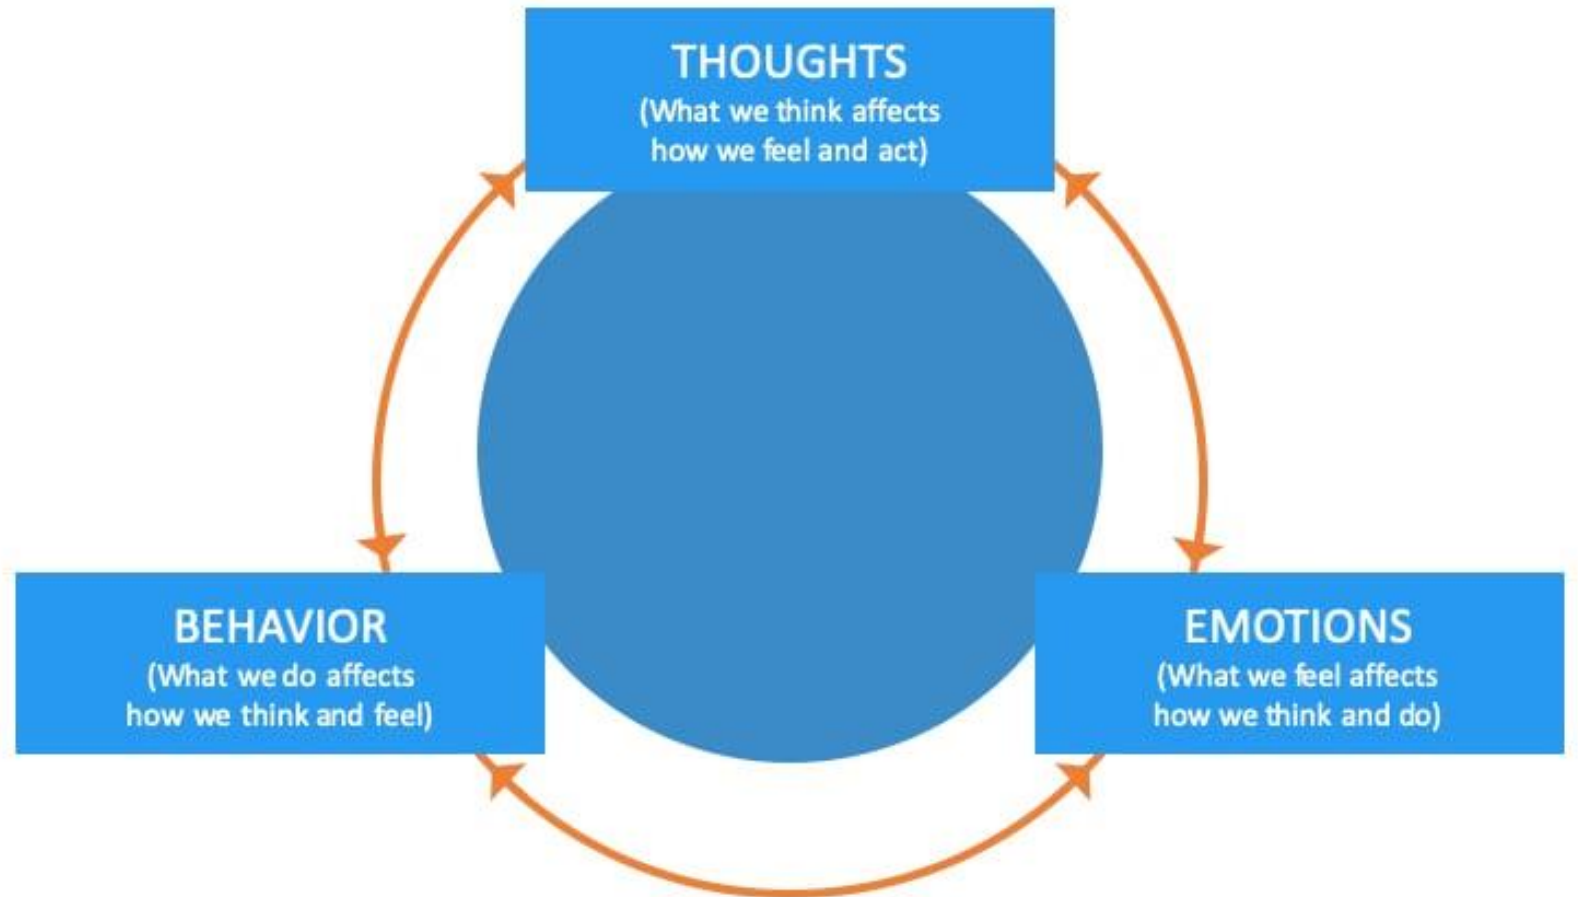 THOUGHTS
(What we think affects
how we feel and act)
BEHAVIOR
(What we do affects
how we think and feel)
EMOTIONS
(What we feel affects
how we think and do)